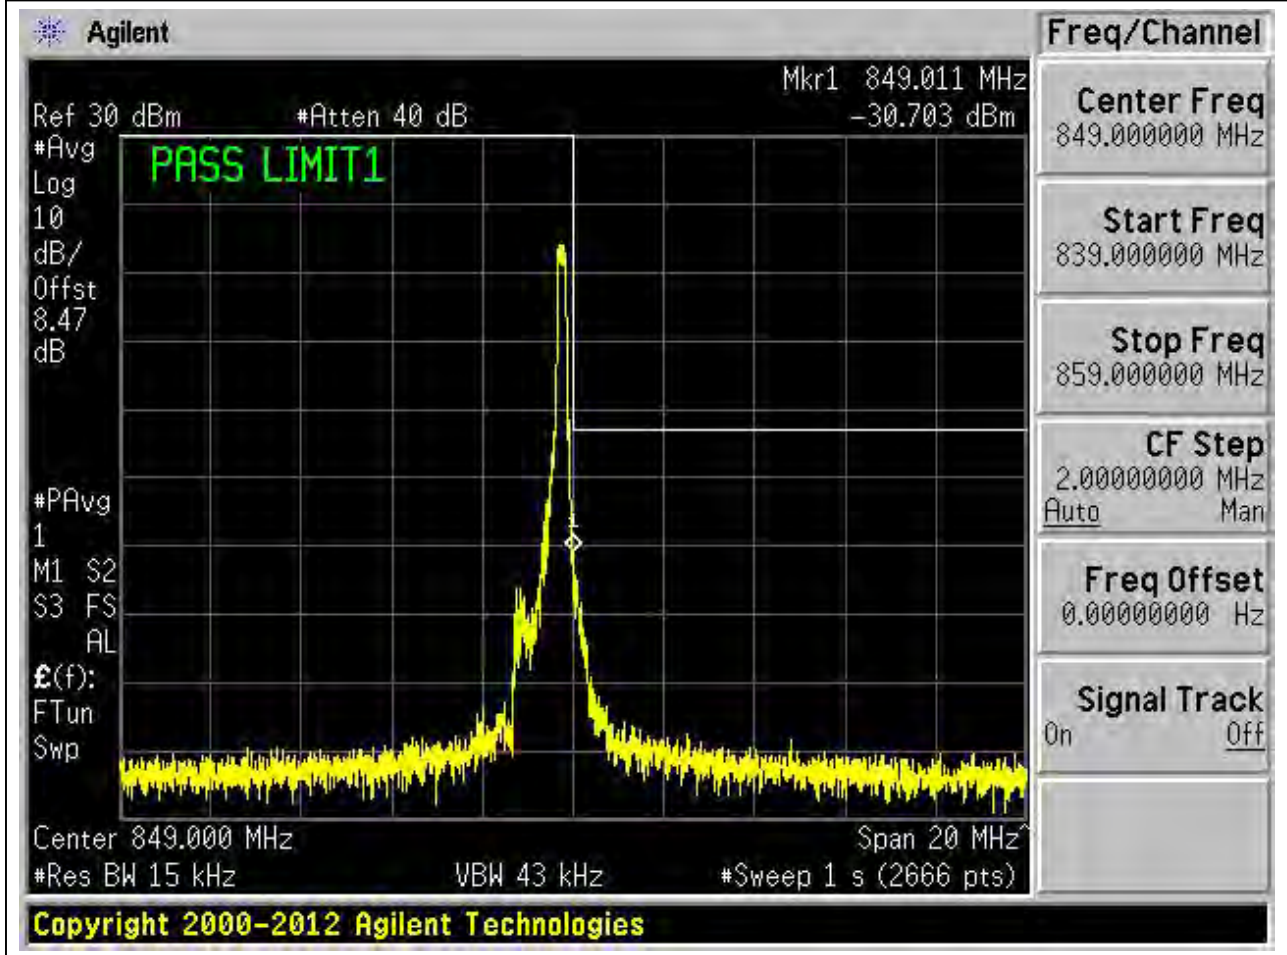 Agilent
Freq/Channel
Mkr1 849.011 MHz
Ref 30 dBm #Atten 40 dB -30.703 dBm
#Avg
Log
10
dB/
Offst
8.47
dB
PASS LIMIT1
1
#PAvg
1
M1 S2
S3 FS
AL
£(f):
FTun
Swp
Center 849.000 MHz Span 20 MHz^
#Res BW 15 kHz VBW 43 kHz #Sweep 1 s (2666 pts)
Copyright 2000-2012 Agilent Technologies
Center Freq
849.000000 MHz
Start Freq
839.000000 MHz
Stop Freq
859.000000 MHz
CF Step
2.00000000 MHz
Auto Man
Freq Offset
0.00000000 Hz
Signal Track
On Off